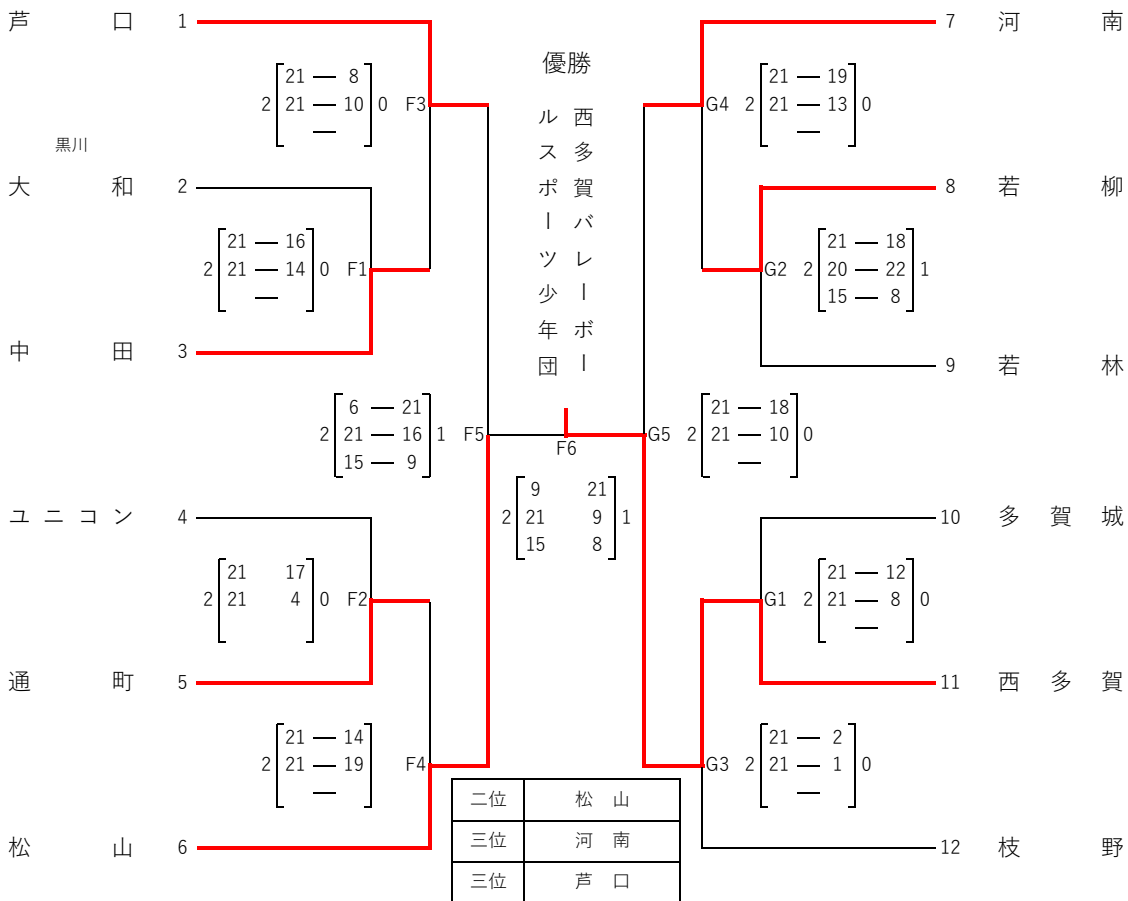 芦口 1
7 河南
優勝
西多賀バレーボー
ルスポーツ少年団
21 — 8
2 21 — 10 0 F3
—
G4 2 21 — 13 0
21 — 19
—
黒川
大和 2
8 若柳
21 — 16
2 21 — 14 0 F1
—
21 — 18
G2 2 20 — 22 1
15 — 8
中田 3
9 若林
6 — 21
2 21 — 16 1 F5
15 — 9
F6
21 — 18
G5 2 21 — 10 0
—
9 21
2 21 9 1
15 8
ユニコン 4
10 多賀城
21 17
2 21 4 0 F2
21 — 12
G1 2 21 — 8 0
—
通町 5
11 西多賀
21 — 14
2 21 — 19 F4
—
21 — 2
G3 2 21 — 1 0
—
松山 6
12 枝野
二位 松山
三位 河南
三位 芦口